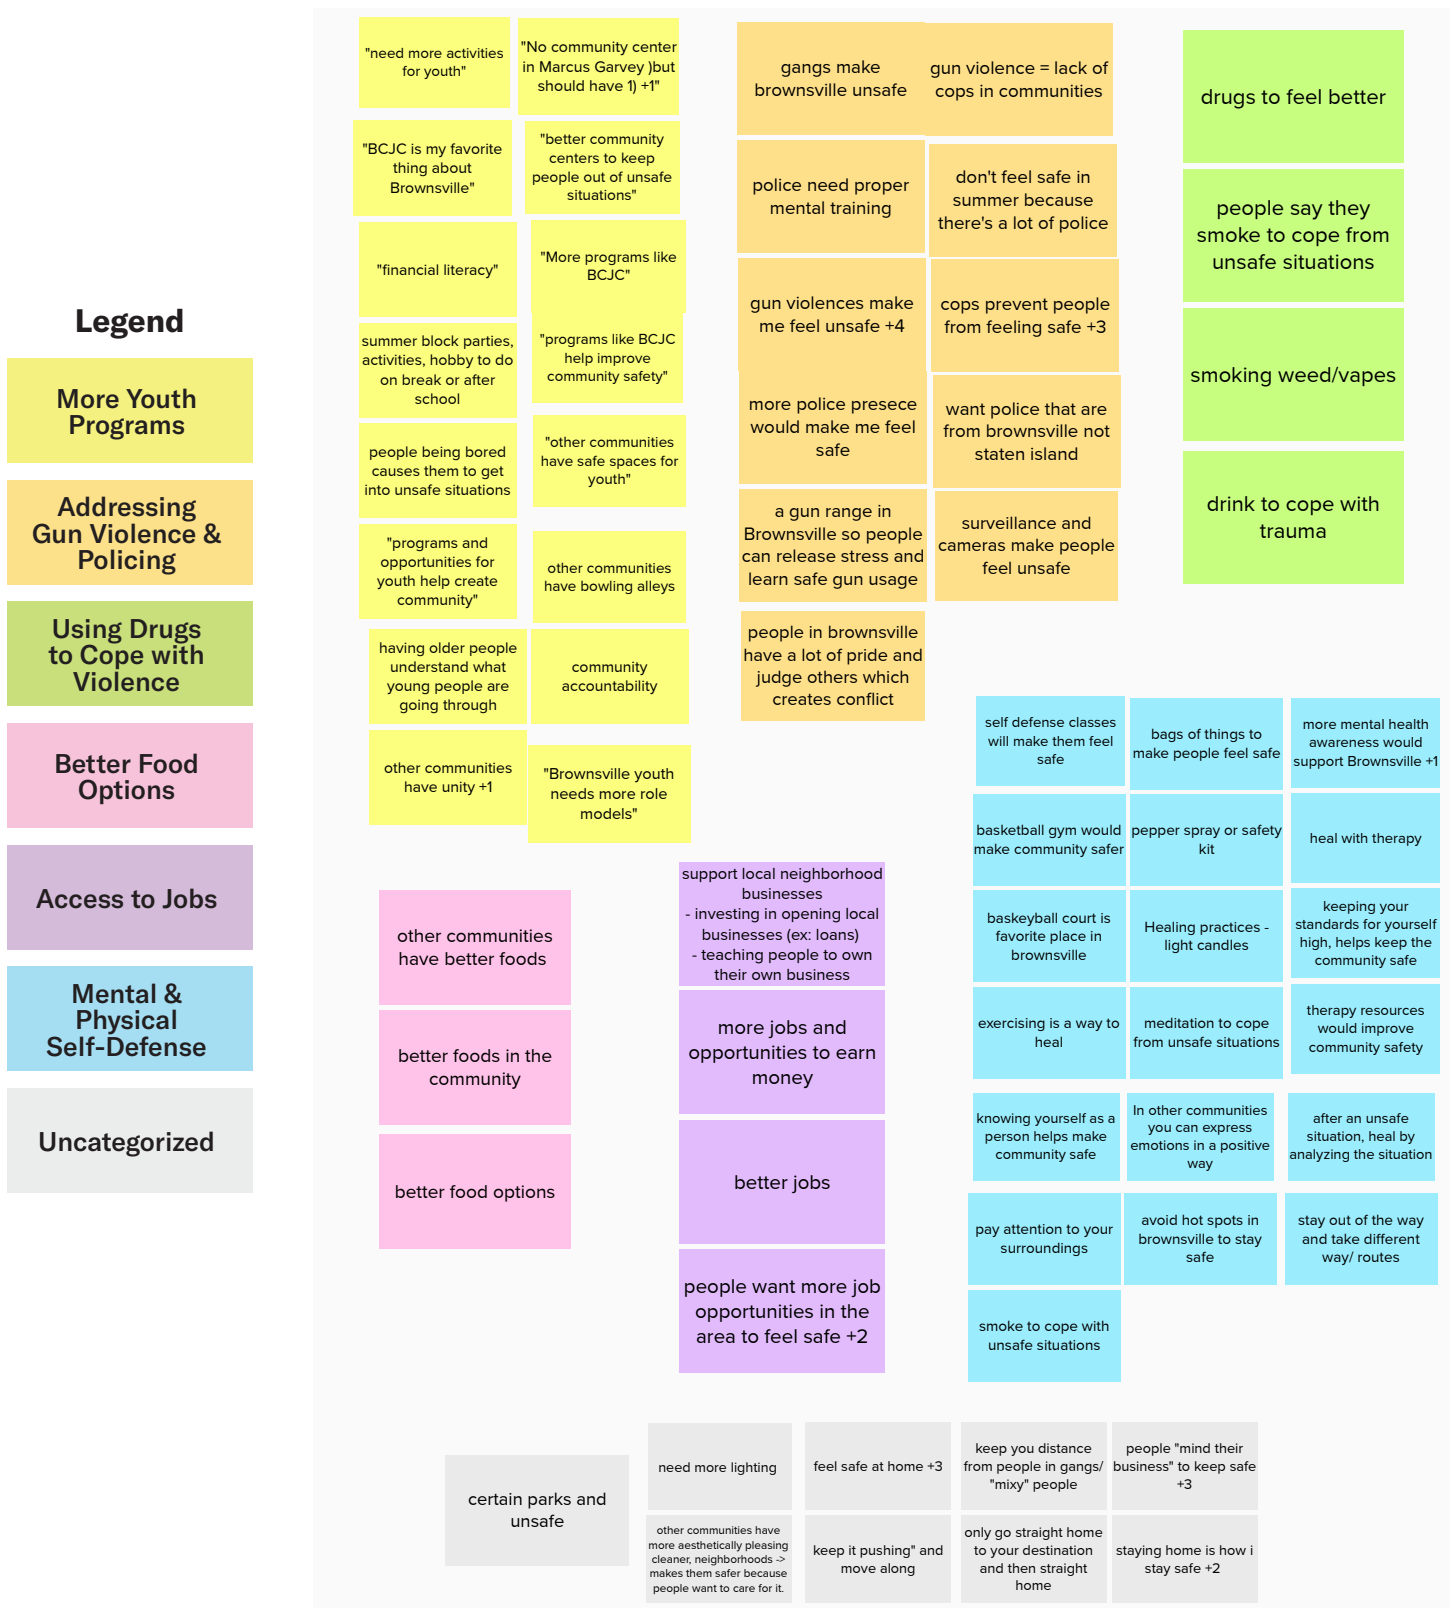 Legend
More Youth
Programs
Addressing
Gun Violence &
Policing
Using Drugs
to Cope with
Violence
Better Food
Options
Access to Jobs
Mental &
Physical
Self-Defense
Uncategorized
"need more activities
for youth"
"No community center
in Marcus Garvey )but
should have 1) +1"
"BCJC is my favorite
thing about
Brownsville"
"better community
centers to keep
people out of unsafe
situations"
"financial literacy"
"More programs like
BCJC"
summer block parties,
activities, hobby to do
on break or after
school
"programs like BCJC
help improve
community safety"
people being bored
causes them to get
into unsafe situations
"other communities
have safe spaces for
youth"
"programs and
opportunities for
youth help create
community"
other communities
have bowling alleys
having older people
understand what
young people are
going through
community
accountability
other communities
have unity +1
"Brownsville youth
needs more role
models"
gangs make
brownsville unsafe
gun violence = lack of
cops in communities
police need proper
mental training
don't feel safe in
summer because
there's a lot of police
gun violences make
me feel unsafe +4
cops prevent people
from feeling safe +3
more police presece
would make me feel
safe
want police that are
from brownsville not
staten island
a gun range in
Brownsville so people
can release stress and
learn safe gun usage
surveillance and
cameras make people
feel unsafe
people in brownsville
have a lot of pride and
judge others which
creates conflict
drugs to feel better
people say they
smoke to cope from
unsafe situations
smoking weed/vapes
drink to cope with
trauma
other communities
have better foods
better foods in the
community
better food options
support local neighborhood
businesses
- investing in opening local
businesses (ex: loans)
- teaching people to own
their own business
more jobs and
opportunities to earn
money
better jobs
people want more job
opportunities in the
area to feel safe +2
self defense classes
will make them feel
safe
bags of things to
make people feel safe
more mental health
awareness would
support Brownsville +1
basketball gym would
make community safer
pepper spray or safety
kit
heal with therapy
baskeyball court is
favorite place in
brownsville
Healing practices -
light candles
keeping your
standards for yourself
high, helps keep the
community safe
exercising is a way to
heal
meditation to cope
from unsafe situations
therapy resources
would improve
community safety
knowing yourself as a
person helps make
community safe
In other communities
you can express
emotions in a positive
way
after an unsafe
situation, heal by
analyzing the situation
pay attention to your
surroundings
avoid hot spots in
brownsville to stay
safe
stay out of the way
and take different
way/ routes
smoke to cope with
unsafe situations
certain parks and
unsafe
need more lighting
feel safe at home +3
keep you distance
from people in gangs/
"mixy" people
people "mind their
business" to keep safe
+3
other communities have
more aesthetically pleasing
cleaner, neighborhoods ->
makes them safer because
people want to care for it.
keep it pushing" and
move along
only go straight home
to your destination
and then straight
home
staying home is how i
stay safe +2